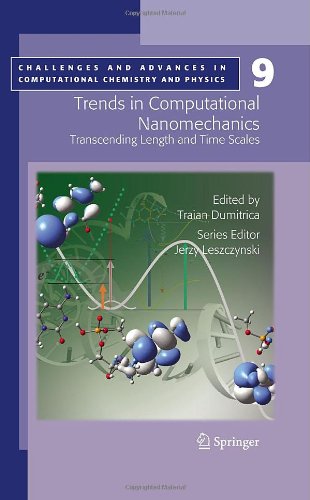 CHALLENGES AND ADVANCES IN
COMPUTATIONAL CHEMISTRY AND PHYSICS
9
Trends in Computational
Nanomechanics
Transcending Length and Time Scales
Edited by
Traian Dumitrica
Series Editor
Jerzy Leszczynski
Springer